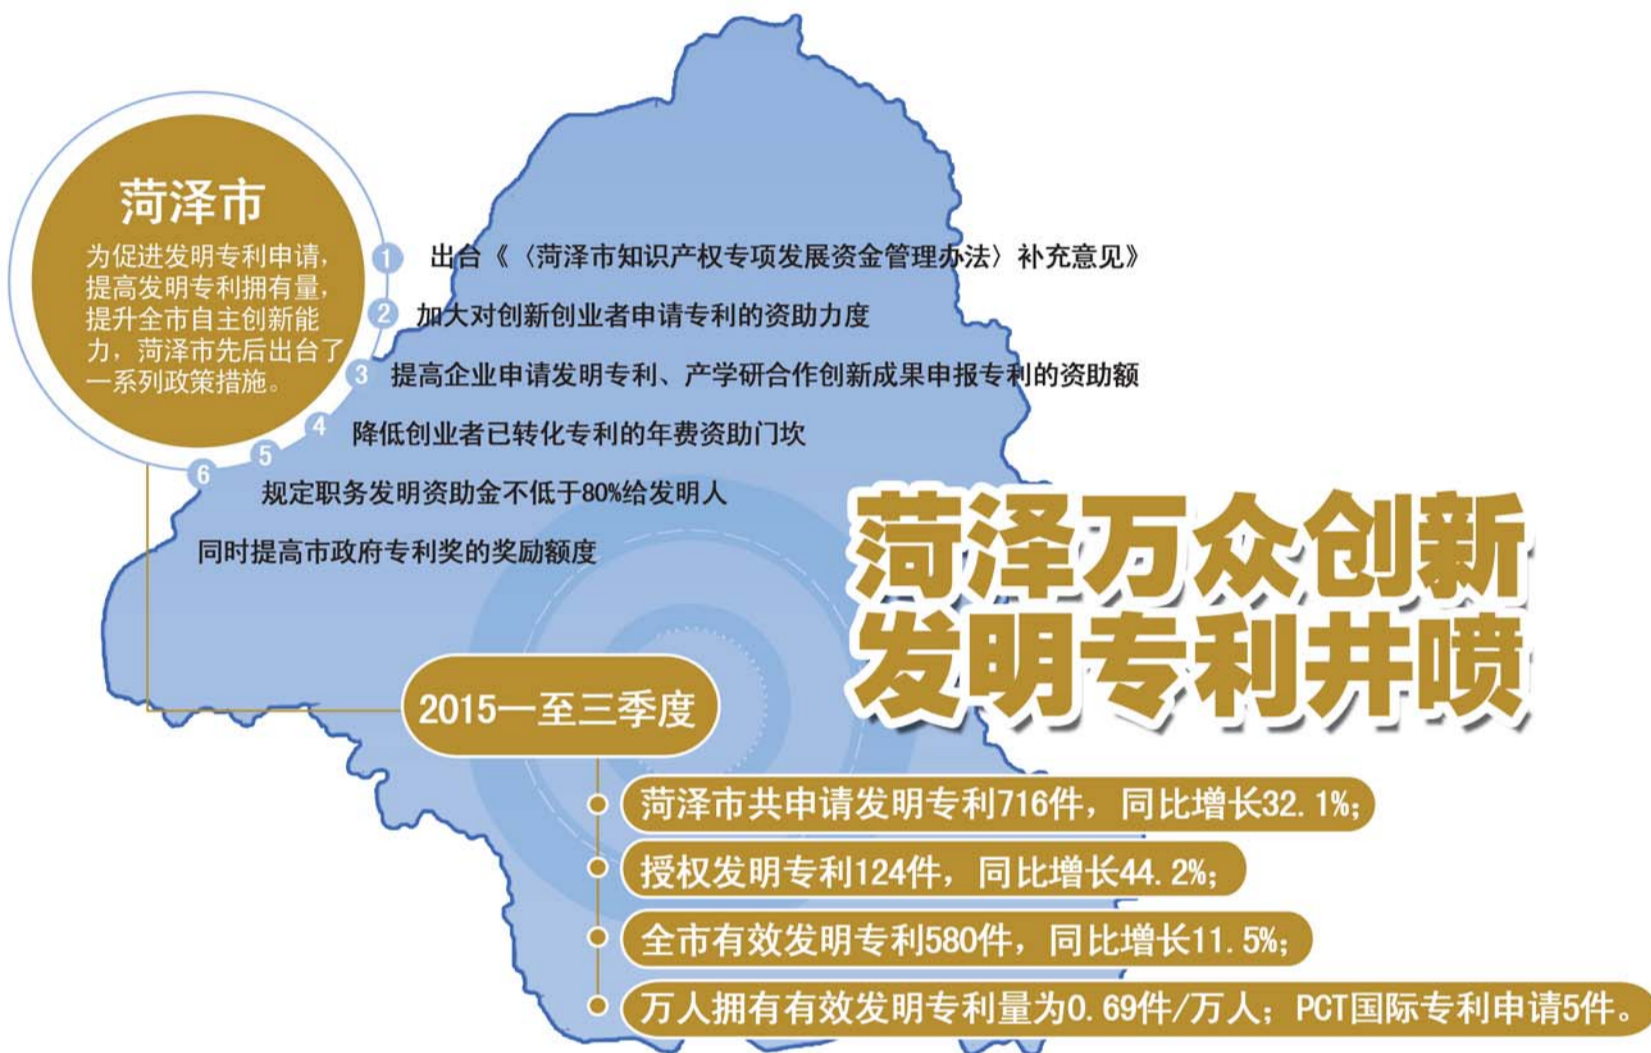 菏泽市
为促进发明专利申请，
提高发明专利拥有量，
提升全市自主创新能
力，菏泽市先后出台了
一系列政策措施。
1 出台《〈菏泽市知识产权专项发展资金管理办法〉补充意见》
2 加大对创新创业者申请专利的资助力度
3 提高企业申请发明专利、产学研合作创新成果申报专利的资助额
4 降低创业者已转化专利的年费资助门坎
5 规定职务发明资助金不低于80%给发明人
6 同时提高市政府专利奖的奖励额度
菏泽万众创新
发明专利井喷
2015一至三季度
菏泽市共申请发明专利716件，同比增长32.1%；
授权发明专利124件，同比增长44.2%；
全市有效发明专利580件，同比增长11.5%；
万人拥有有效发明专利量为0.69件/万人；PCT国际专利申请5件。